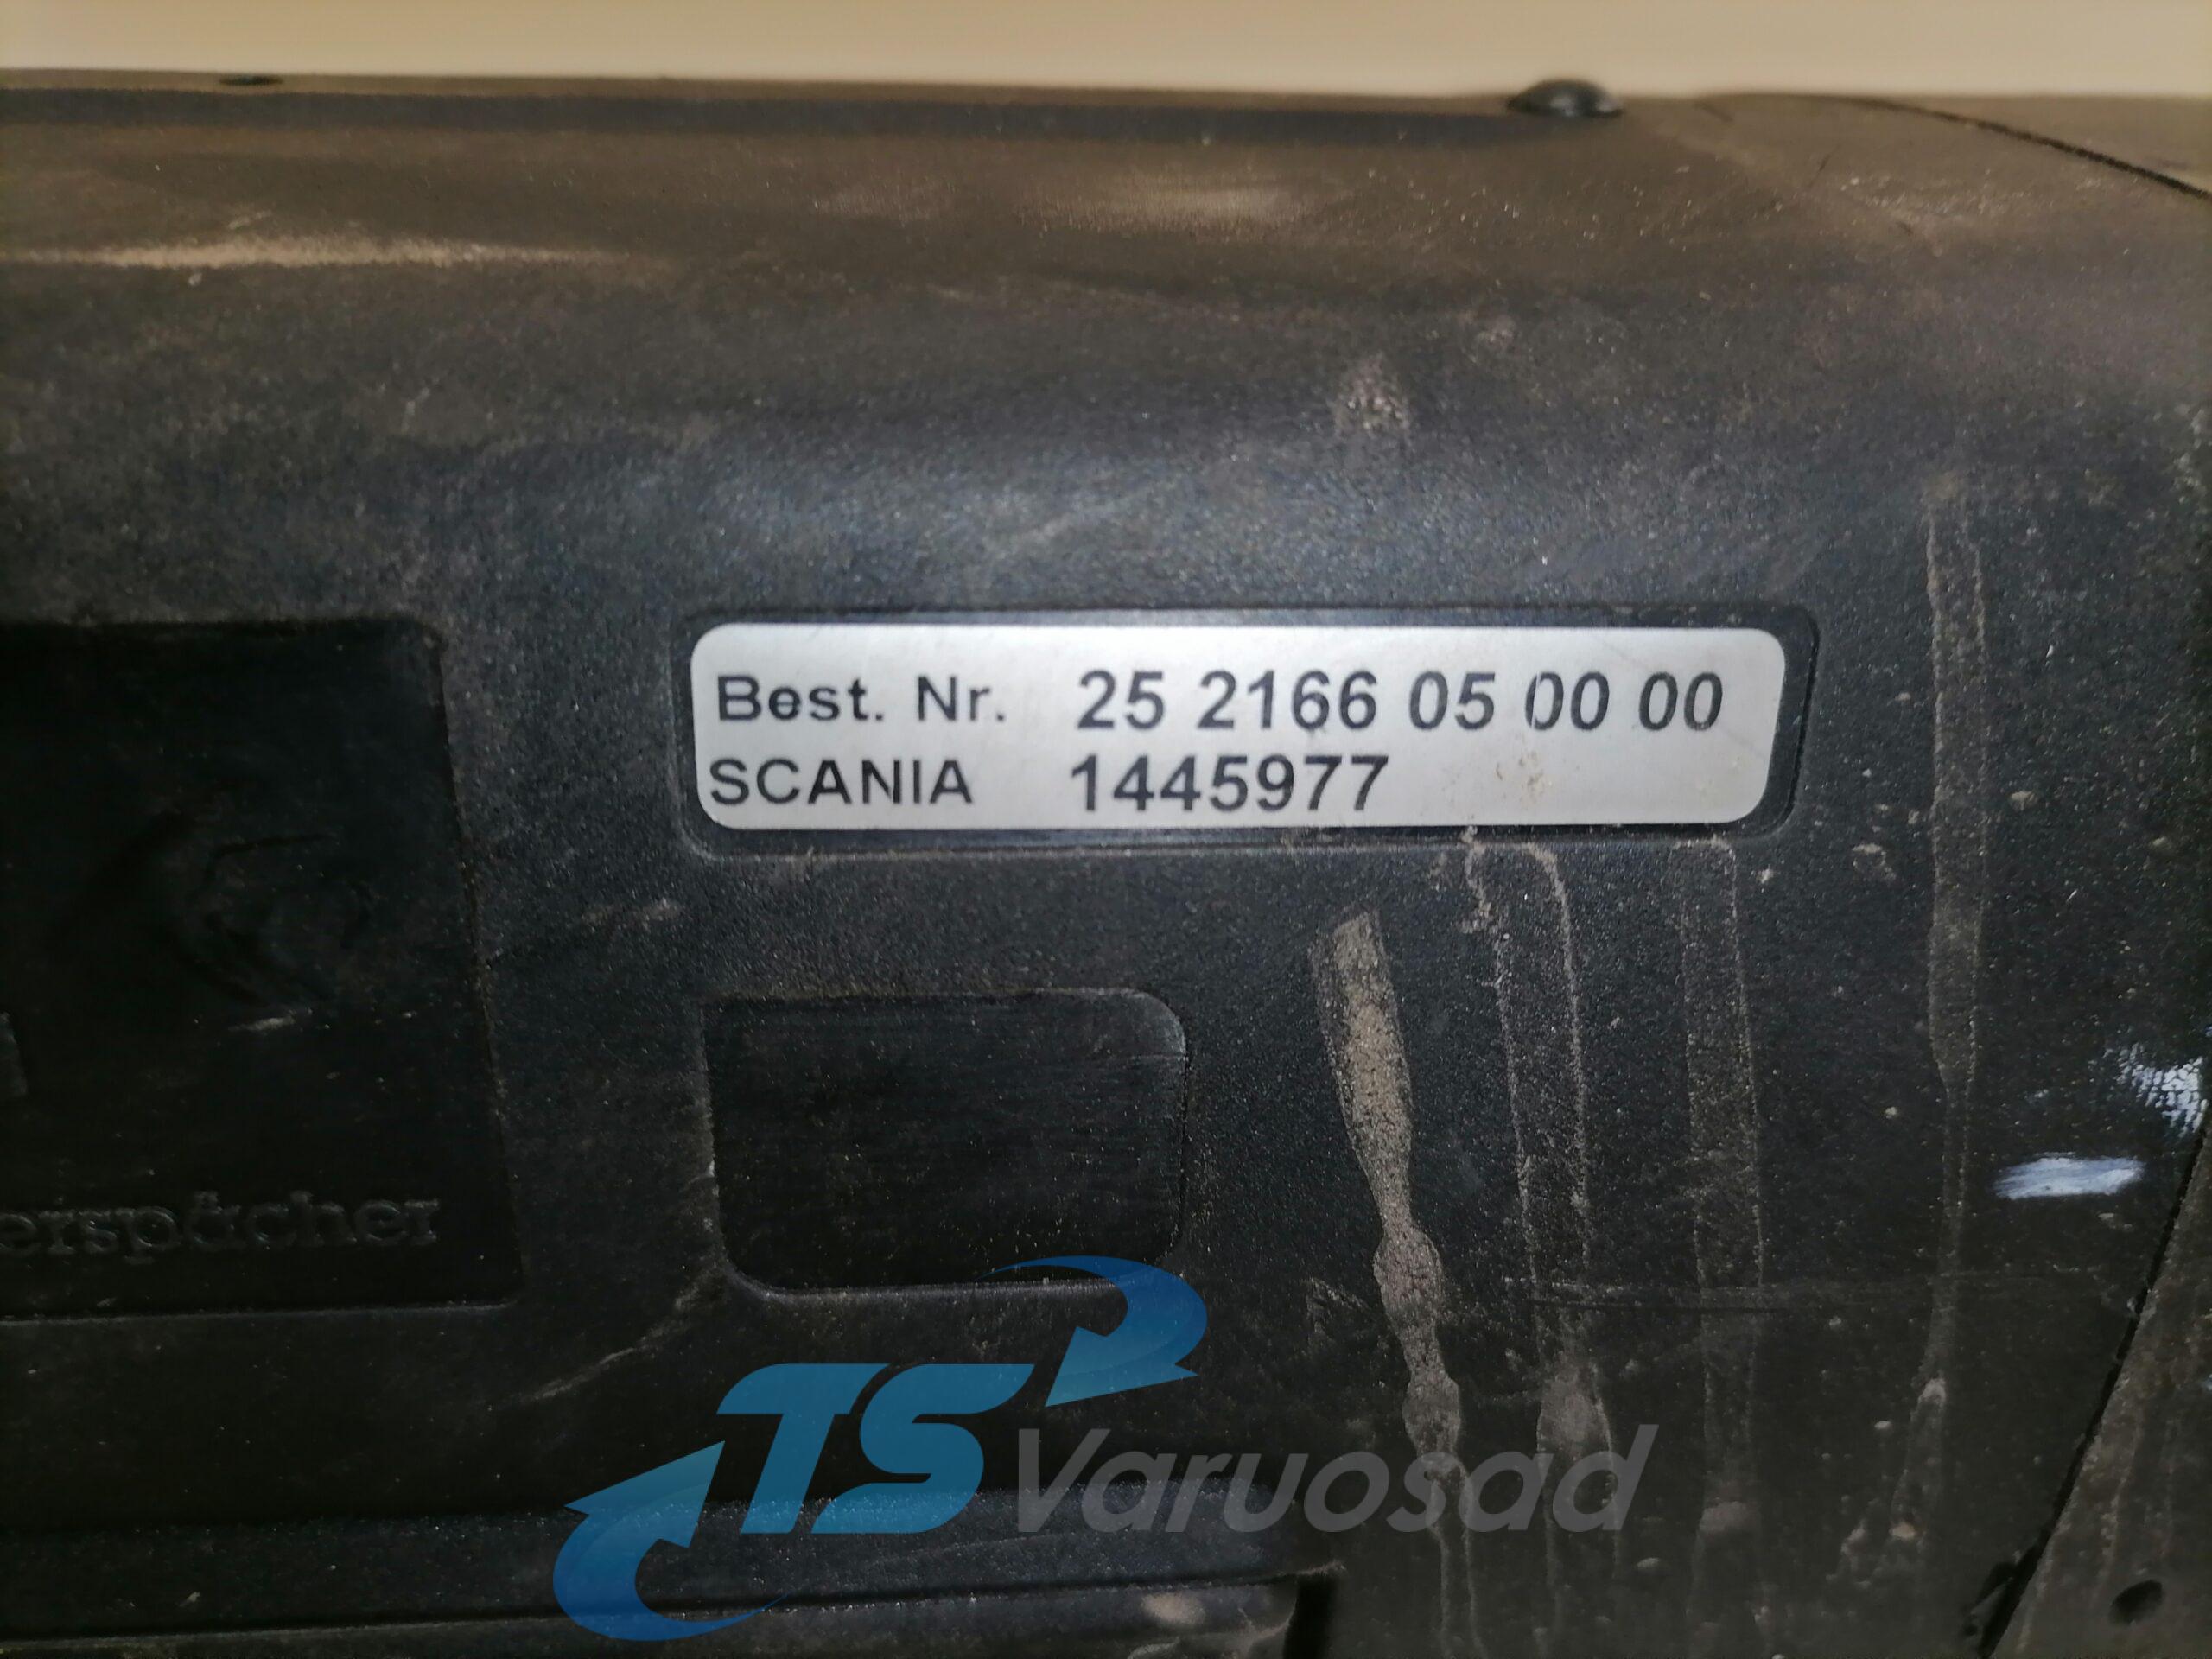 Best. Nr. 25 2166 05 00 00
SCANIA 1445977
erspächer
TS Varuosad